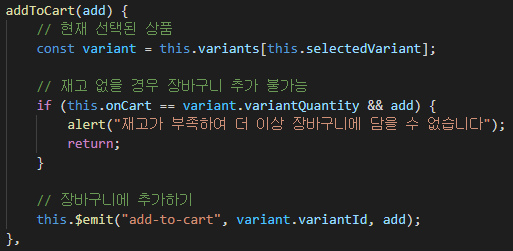 addToCart(add) {
// 현재 선택된 상품
const variant = this.variants[this.selectedVariant];
// 재고 없을 경우 장바구니 추가 불가능
if (this.onCart == variant.variantQuantity && add) {
alert("재고가 부족하여 더 이상 장바구니에 담을 수 없습니다");
return;
}
// 장바구니에 추가하기
this.$emit("add-to-cart", variant.variantId, add);
},